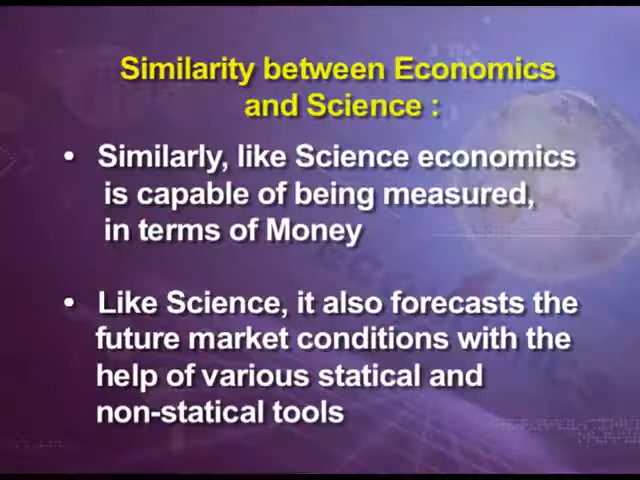 Similarity between Economics
and Science :
• Similarly, like Science economics
is capable of being measured,
in terms of Money
• Like Science, it also forecasts the
future market conditions with the
help of various statical and
non-statical tools